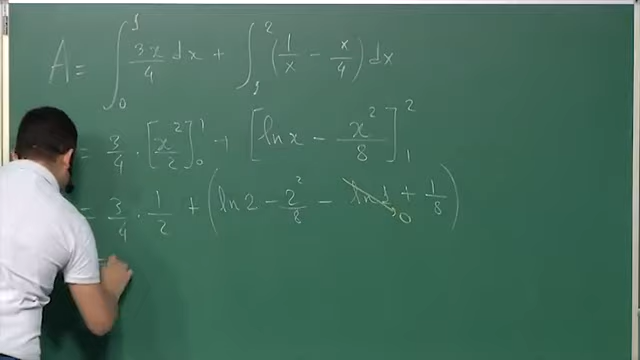 A = ∫₀¹ 3x/4 dx + ∫₁² (1/x − x/4) dx
= 3/4 · [x²/2]₀¹ + [ln x − x²/8]₁²
= 3/4 · 1/2 + (ln 2 − 2²/8 − ln 1 + 1/8) 0
=